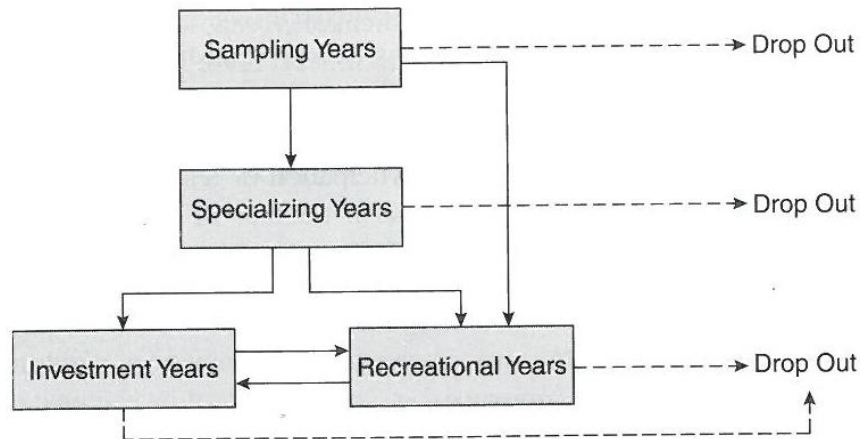 Sampling Years
Drop Out
Specializing Years
Drop Out
Investment Years
Recreational Years
Drop Out